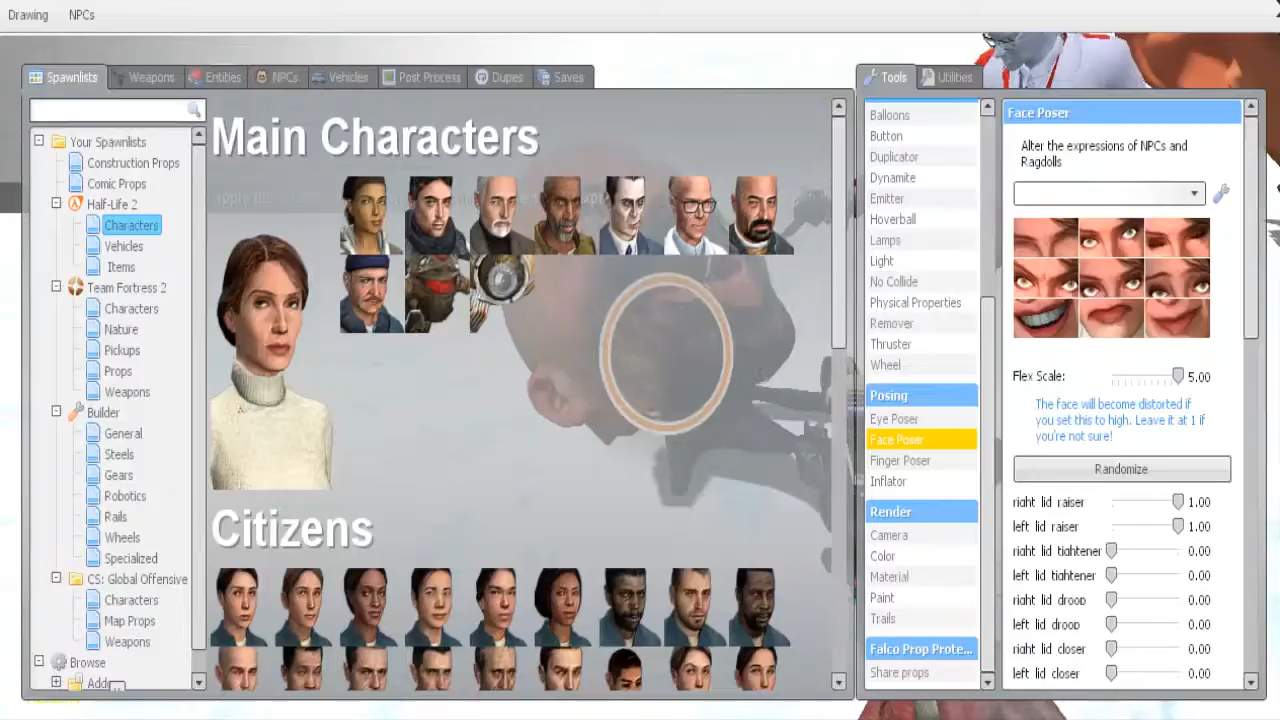 Drawing NPCs
Spawnlists Weapons Entities NPCs Vehicles Post Process Dupes Saves
Your Spawnlists
Construction Props
Comic Props
Half-Life 2
Characters
Vehicles
Items
Team Fortress 2
Characters
Nature
Pickups
Props
Weapons
Builder
General
Steels
Gears
Robotics
Rails
Wheels
Specialized
CS: Global Offensive
Characters
Map Props
Weapons
Browse
Main Characters
Citizens
Tools Utilities
Balloons
Button
Duplicator
Dynamite
Emitter
Hoverball
Lamps
Light
No Collide
Physical Properties
Remover
Thruster
Wheel
Posing
Eye Poser
Face Poser
Finger Poser
Inflator
Render
Camera
Color
Material
Paint
Trails
Falco Prop Prote...
Share props
Face Poser
Alter the expressions of NPCs and
Ragdolls
Flex Scale: 5.00
The face will become distorted if
you set this to high. Leave it at 1 if
you're not sure!
Randomize
right lid raiser 1.00
left lid raiser 1.00
right lid tightener 0.00
left lid tightener 0.00
right lid droop 0.00
left lid droop 0.00
right lid closer 0.00
left lid closer 0.00